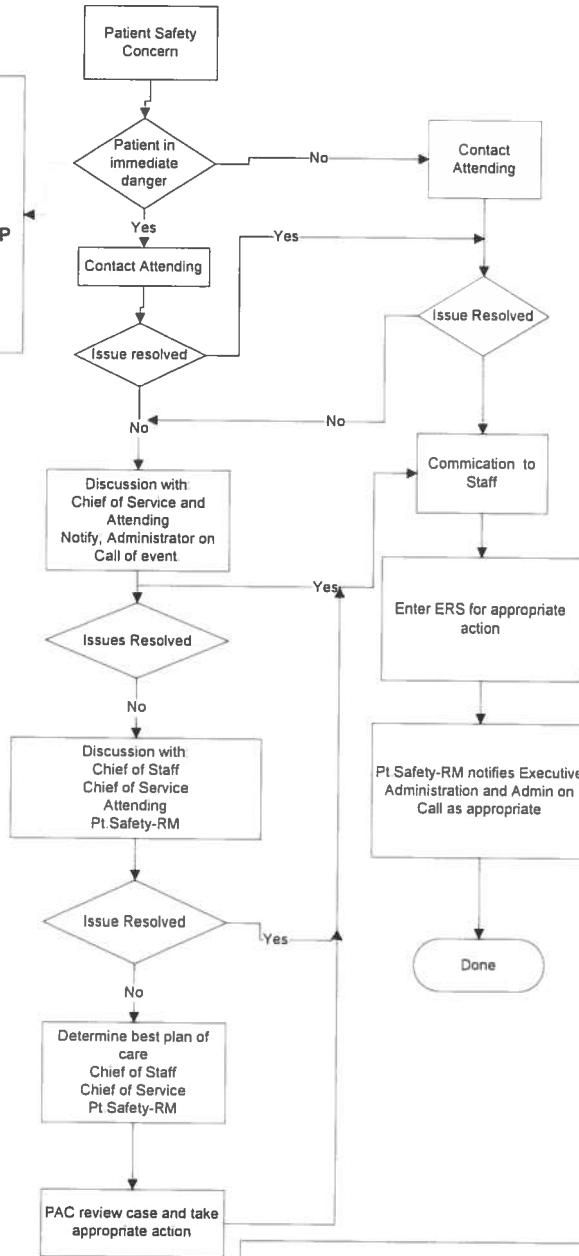 Patient Safety
Concern
P
Patient in
immediate
danger
No
Contact
Attending
Yes
Contact Attending
Yes
Issue resolved
Issue Resolved
No
No
Commication to
Staff
Discussion with:
Chief of Service and
Attending
Notify, Administrator on
Call of event
Yes
Issues Resolved
Enter ERS for appropriate
action
No
Discussion with:
Chief of Staff
Chief of Service
Attending
Pt.Safety-RM
Pt Safety-RM notifies Executive
Administration and Admin on
Call as appropriate
Issue Resolved
Yes
Done
No
Determine best plan of
care
Chief of Staff
Chief of Service
Pt Safety-RM
PAC review case and take
appropriate action